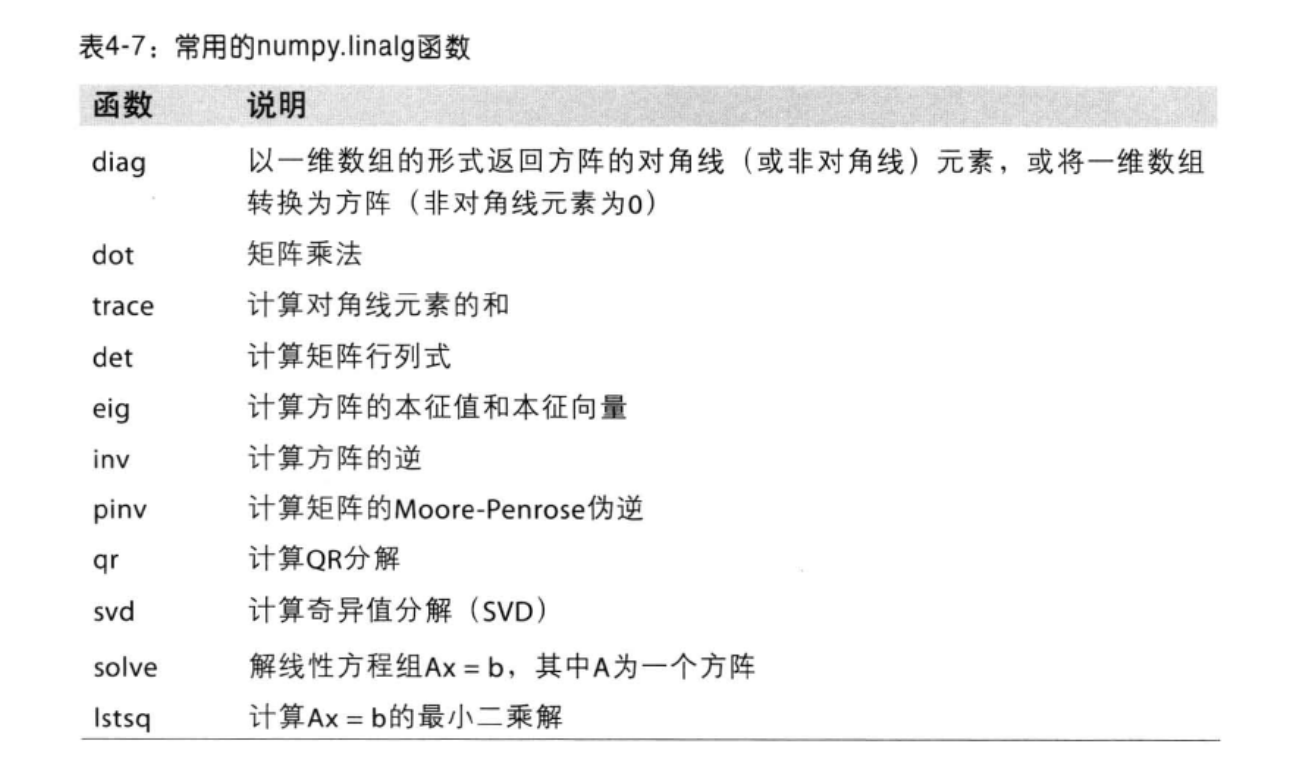 表4-7：常用的numpy.linalg函数
函数 说明
diag 以一维数组的形式返回方阵的对角线（或非对角线）元素，或将一维数组
转换为方阵（非对角线元素为0）
dot 矩阵乘法
trace 计算对角线元素的和
det 计算矩阵行列式
eig 计算方阵的本征值和本征向量
inv 计算方阵的逆
pinv 计算矩阵的Moore-Penrose伪逆
qr 计算QR分解
svd 计算奇异值分解（SVD）
solve 解线性方程组Ax = b，其中A为一个方阵
lstsq 计算Ax = b的最小二乘解